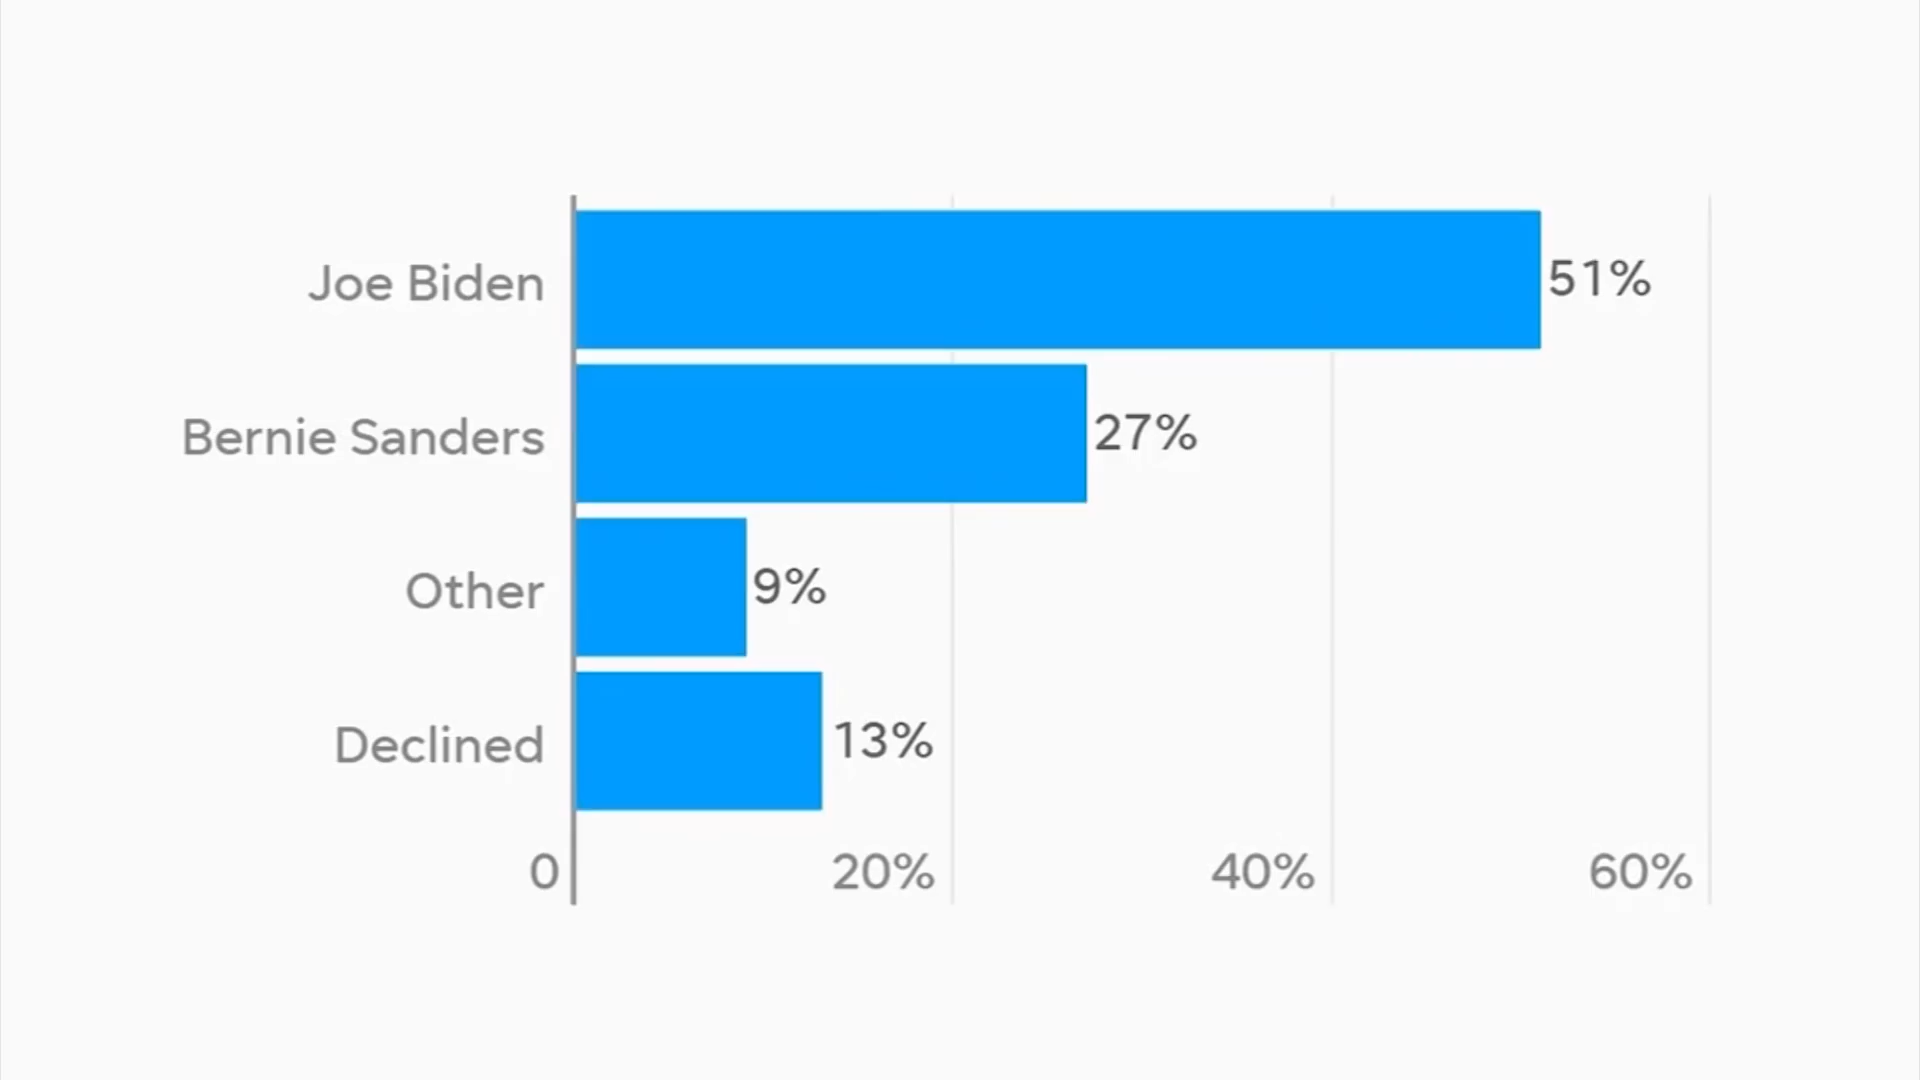 Joe Biden 51%
Bernie Sanders 27%
Other 9%
Declined 13%
0 20% 40% 60%